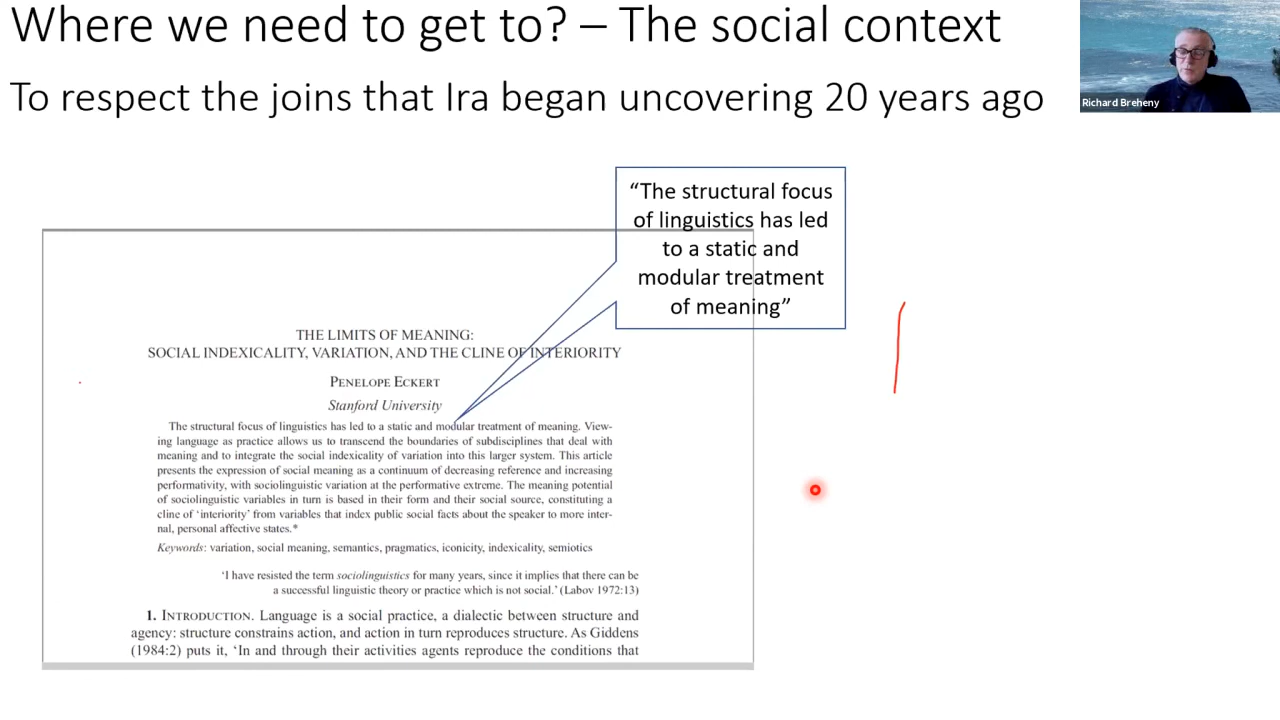 Where we need to get to? – The social context
To respect the joins that Ira began uncovering 20 years ago
Richard Breheny
“The structural focus
of linguistics has led
to a static and
modular treatment
of meaning”
THE LIMITS OF MEANING:
SOCIAL INDEXICALITY, VARIATION, AND THE CLINE OF INTERIORITY
PENELOPE ECKERT
Stanford University
The structural focus of linguistics has led to a static and modular treatment of meaning. View-
ing language as practice allows us to transcend the boundaries of subdisciplines that deal with
meaning and to integrate the social indexicality of variation into this larger system. This article
presents the expression of social meaning as a continuum of decreasing reference and increasing
performativity, with sociolinguistic variation at the performative extreme. The meaning potential
of sociolinguistic variables in turn is based in their form and their social source, constituting a
cline of ‘interiority’ from variables that index public social facts about the speaker to more inter-
nal, personal affective states.*
Keywords: variation, social meaning, semantics, pragmatics, iconicity, indexicality, semiotics
‘I have resisted the term sociolinguistics for many years, since it implies that there can be
a successful linguistic theory or practice which is not social.’ (Labov 1972:13)
1. INTRODUCTION. Language is a social practice, a dialectic between structure and
agency: structure constrains action, and action in turn reproduces structure. As Giddens
(1984:2) puts it, ‘In and through their activities agents reproduce the conditions that